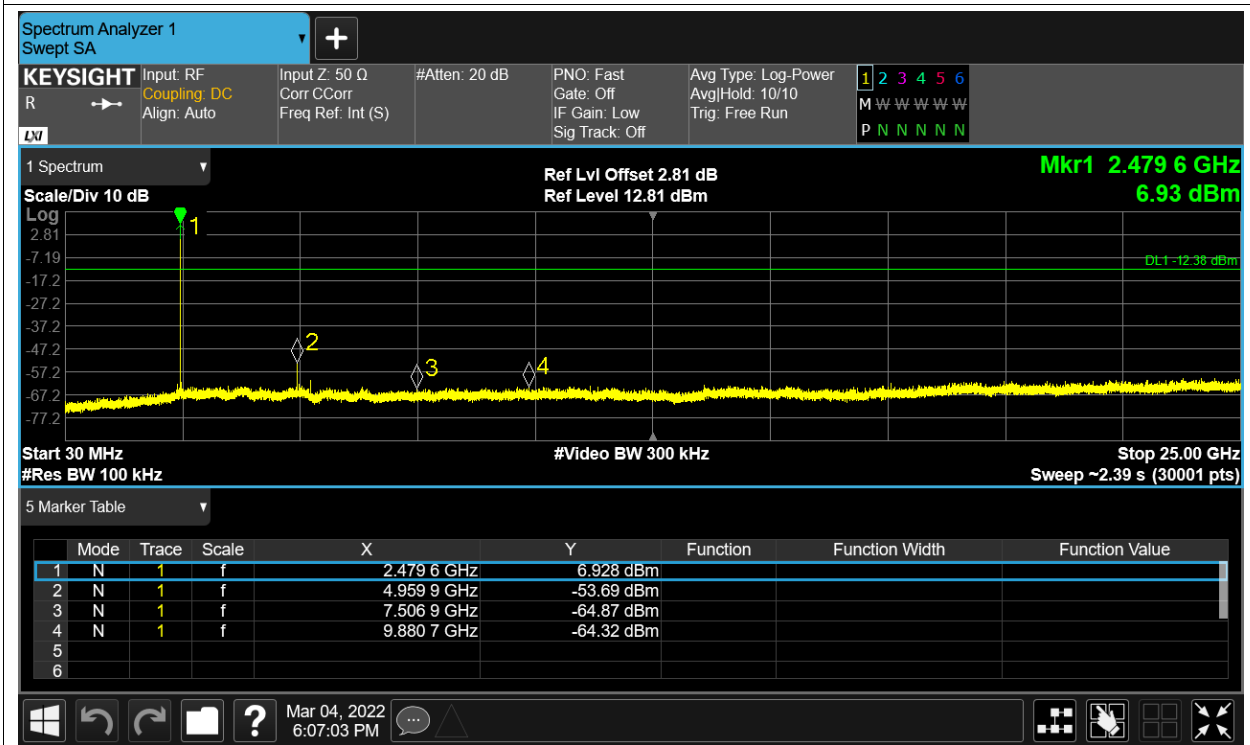 Spectrum Analyzer 1
Swept SA
KEYSIGHT
R
LXI
Input: RF
Coupling: DC
Align: Auto
Input Z: 50 Ω
Corr CCorr
Freq Ref: Int (S)
#Atten: 20 dB
PNO: Fast
Gate: Off
IF Gain: Low
Sig Track: Off
Avg Type: Log-Power
Avg|Hold: 10/10
Trig: Free Run
1 2 3 4 5 6
M W W W W W
P N N N N N
1 Spectrum
Scale/Div 10 dB
Ref Lvl Offset 2.81 dB
Ref Level 12.81 dBm
Mkr1 2.479 6 GHz
6.93 dBm
Log
2.81
-7.19
-17.2
-27.2
-37.2
-47.2
-57.2
-67.2
-77.2
1
2
3
4
DL1 -12.38 dBm
Start 30 MHz
#Video BW 300 kHz
Stop 25.00 GHz
#Res BW 100 kHz
Sweep ~2.39 s (30001 pts)
5 Marker Table
Mode Trace Scale X Y Function Function Width Function Value
1 N 1 f 2.479 6 GHz 6.928 dBm
2 N 1 f 4.959 9 GHz -53.69 dBm
3 N 1 f 7.506 9 GHz -64.87 dBm
4 N 1 f 9.880 7 GHz -64.32 dBm
5
6
?
Mar 04, 2022
6:07:03 PM